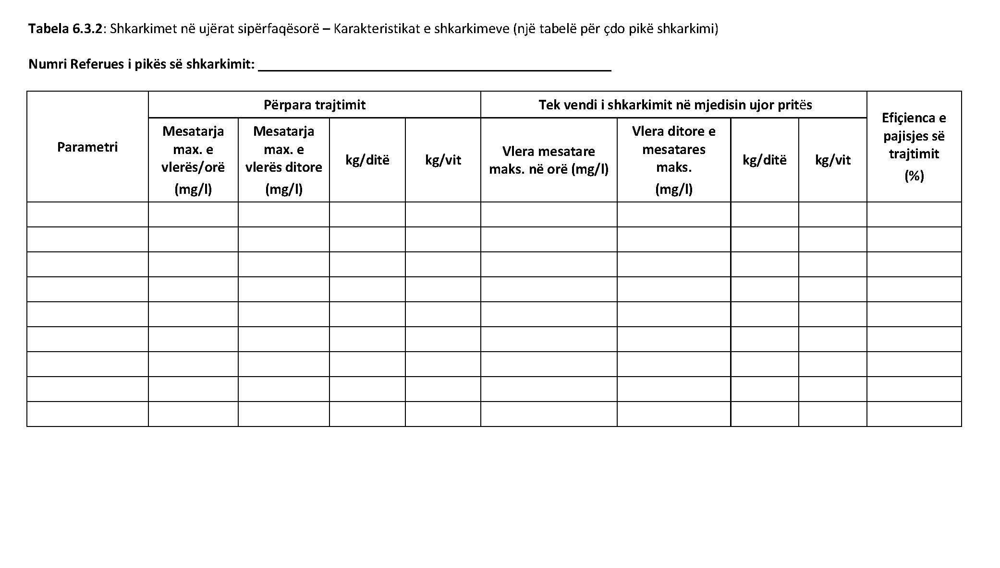 Tabela 6.3.2: Shkarkimet në ujërat sipërfaqësorë – Karakteristikat e shkarkimeve (një tabelë për çdo pikë shkarkimi)
Numri Referues i pikës së shkarkimit: ___________________________________________
Parametri
Përpara trajtimit
Tek vendi i shkarkimit në mjedisin ujor pritës
Efiçienca e
pajisjes së
trajtimit
(%)
Mesatarja
max. e
vlerës/orë
(mg/l)
Mesatarja
max. e
vlerës ditore
(mg/l)
kg/ditë
kg/vit
Vlera mesatare
maks. në orë (mg/l)
Vlera ditore e
mesatares
maks.
(mg/l)
kg/ditë
kg/vit